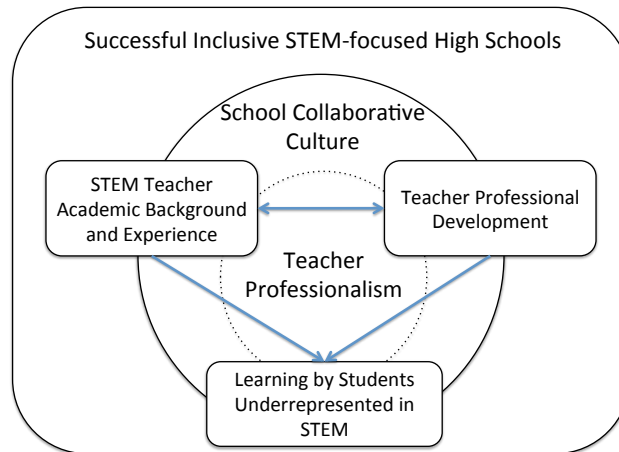 Successful Inclusive STEM-focused High Schools
School Collaborative
Culture
STEM Teacher
Academic Background
and Experience
Teacher Professional
Development
Teacher
Professionalism
Learning by Students
Underrepresented in
STEM